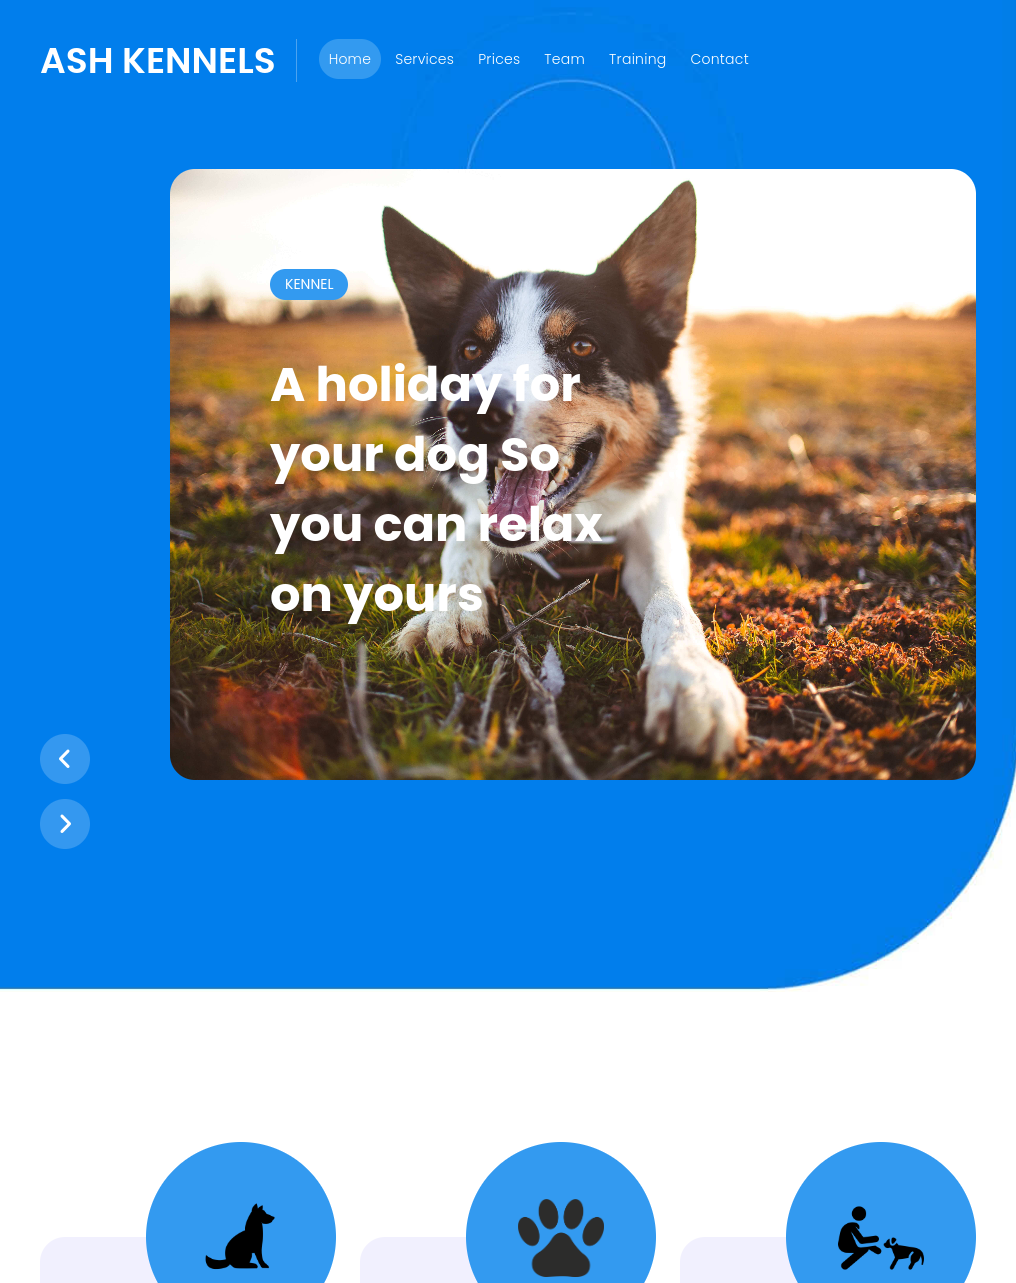 ASH KENNELS
Home Services Prices Team Training Contact
KENNEL
A holiday for
your dog So
you can relax
on yours